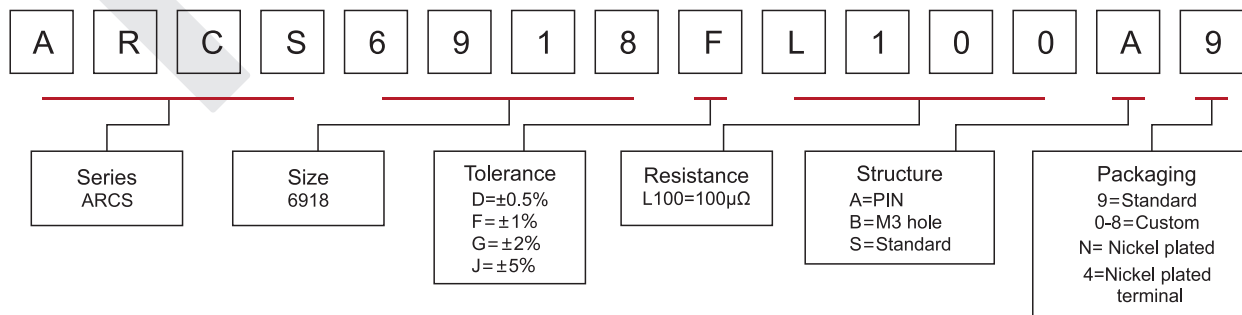 A R C S 6 9 1 8 F L 1 0 0 A 9
Series
ARCS
Size
6918
Tolerance
D=±0.5%
F=±1%
G=±2%
J=±5%
Resistance
L100=100µΩ
Structure
A=PIN
B=M3 hole
S=Standard
Packaging
9=Standard
0-8=Custom
N= Nickel plated
4=Nickel plated
terminal